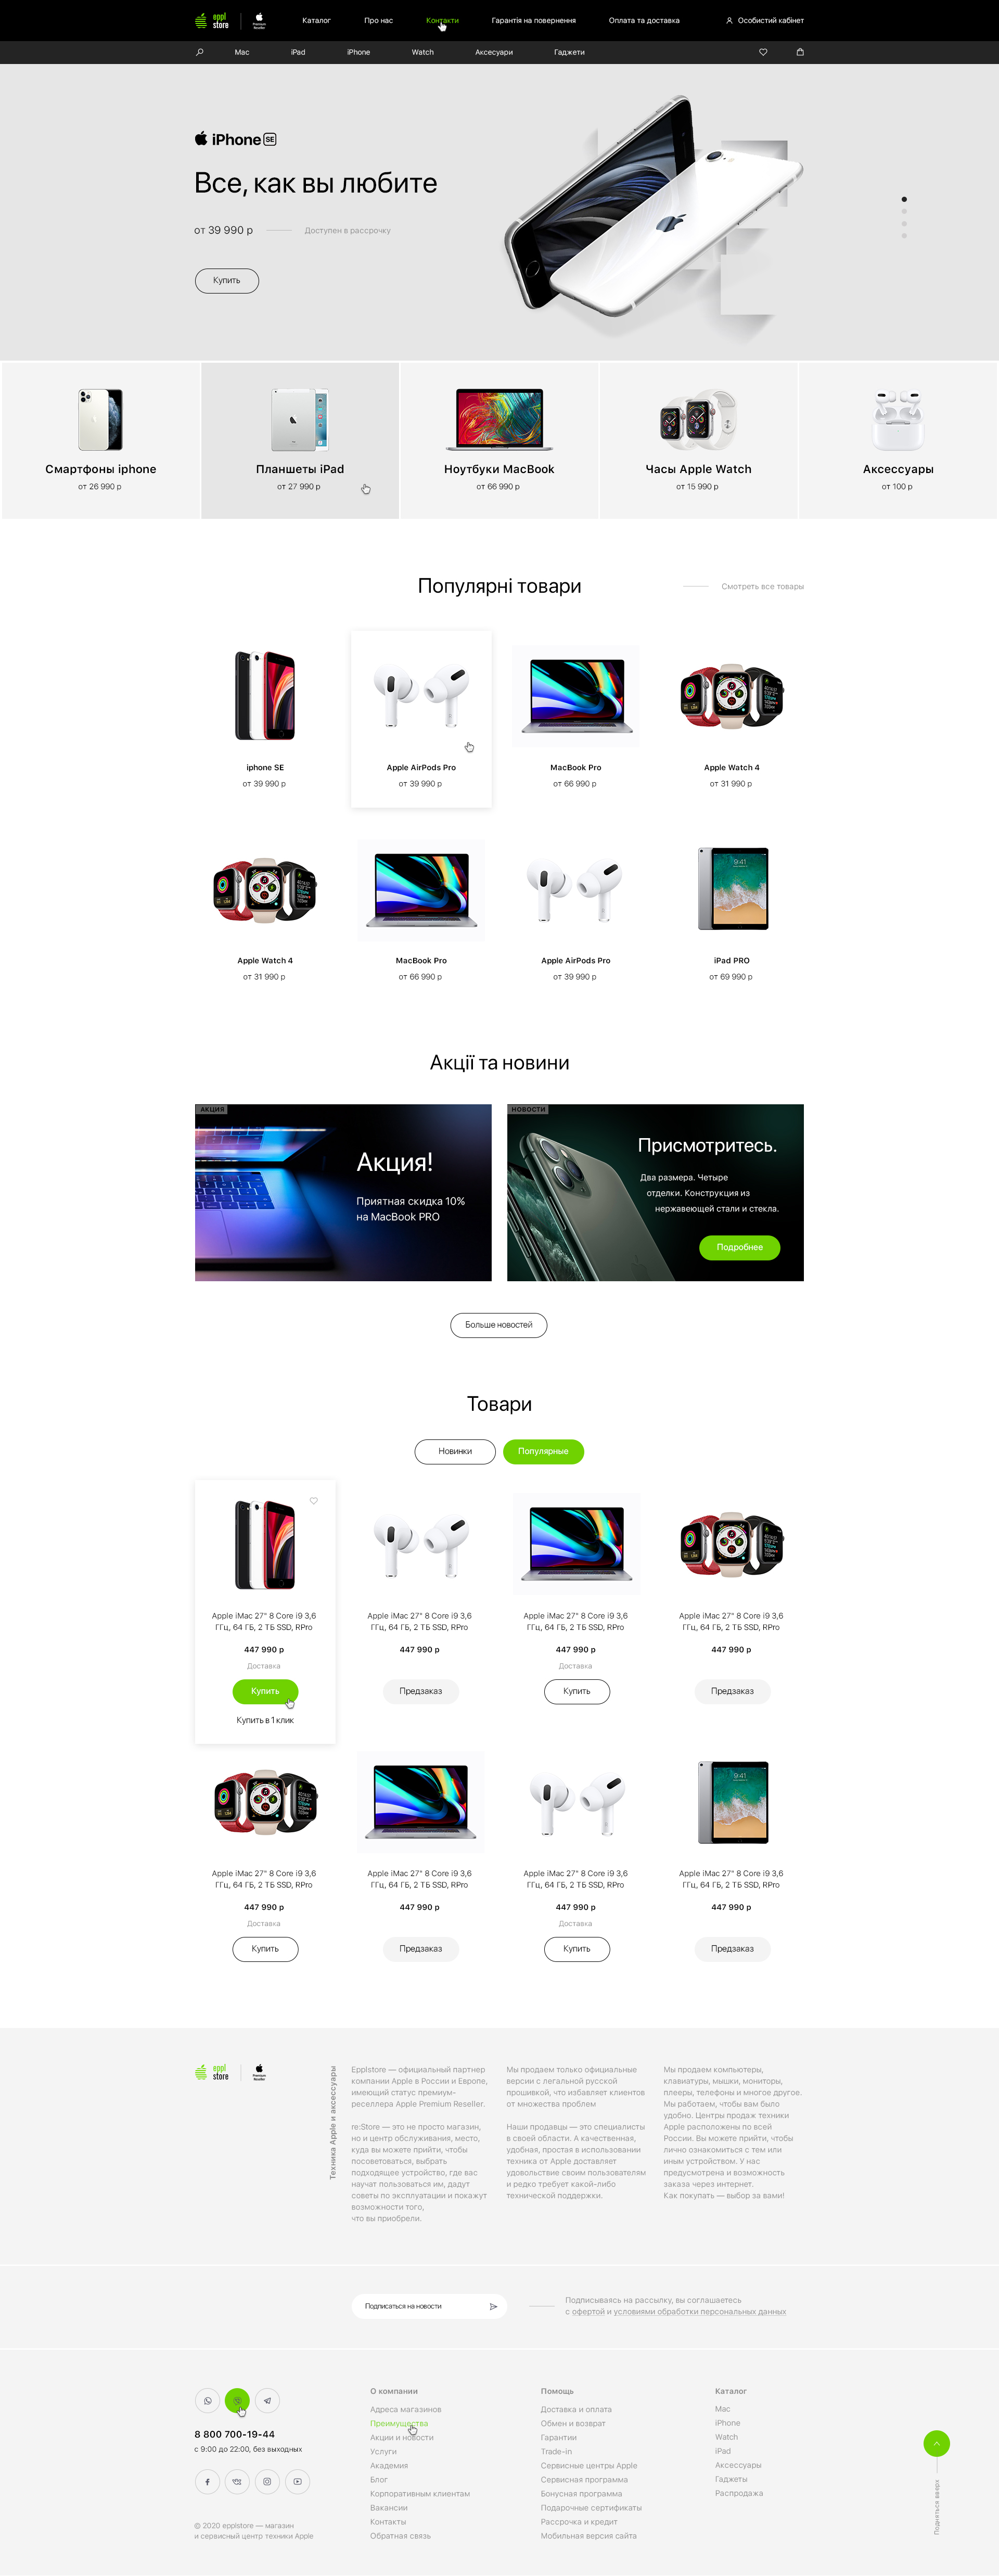 eppl store
Premium Reseller
Каталог
Про нас
Контакти
Гарантія на повернення
Оплата та доставка
Особистий кабінет
Mac
iPad
iPhone
Watch
Аксесуари
Гаджети
iPhone SE
Все, как вы любите
от 39 990 р
Доступен в рассрочку
Купить
Смартфоны iphone
от 26 990 р
Планшеты iPad
от 27 990 р
Ноутбуки MacBook
от 66 990 р
Часы Apple Watch
от 15 990 р
Аксессуары
от 100 р
Популярні товари
Смотреть все товары
iphone SE
от 39 990 р
Apple AirPods Pro
от 39 990 р
MacBook Pro
от 66 990 р
Apple Watch 4
от 31 990 р
Apple Watch 4
от 31 990 р
MacBook Pro
от 66 990 р
Apple AirPods Pro
от 39 990 р
9:41
iPad PRO
от 69 990 р
Акції та новини
АКЦИЯ
Акция!
Приятная скидка 10%
на MacBook PRO
НОВОСТИ
Присмотритесь.
Два размера. Четыре
отделки. Конструкция из
нержавеющей стали и стекла.
Подробнее
Больше новостей
Товари
Новинки
Популярные
Apple iMac 27" 8 Core i9 3,6
ГГц, 64 ГБ, 2 ТБ SSD, RPro
447 990 р
Доставка
Купить
Купить в 1 клик
Apple iMac 27" 8 Core i9 3,6
ГГц, 64 ГБ, 2 ТБ SSD, RPro
447 990 р
Предзаказ
Apple iMac 27" 8 Core i9 3,6
ГГц, 64 ГБ, 2 ТБ SSD, RPro
447 990 р
Доставка
Купить
Apple iMac 27" 8 Core i9 3,6
ГГц, 64 ГБ, 2 ТБ SSD, RPro
447 990 р
Предзаказ
Apple iMac 27" 8 Core i9 3,6
ГГц, 64 ГБ, 2 ТБ SSD, RPro
447 990 р
Доставка
Купить
Apple iMac 27" 8 Core i9 3,6
ГГц, 64 ГБ, 2 ТБ SSD, RPro
447 990 р
Предзаказ
Apple iMac 27" 8 Core i9 3,6
ГГц, 64 ГБ, 2 ТБ SSD, RPro
447 990 р
Доставка
Купить
9:41
Apple iMac 27" 8 Core i9 3,6
ГГц, 64 ГБ, 2 ТБ SSD, RPro
447 990 р
Предзаказ
eppl store
Premium Reseller
Техника Apple и аксессуары
Epplstore — официальный партнер
компании Apple в России и Европе,
имеющий статус премиум-
реселлера Apple Premium Reseller.
re:Store — это не просто магазин,
но и центр обслуживания, место,
куда вы можете прийти, чтобы
посоветоваться, выбрать
подходящее устройство, где вас
научат пользоваться им, дадут
советы по эксплуатации и покажут
возможности того,
что вы приобрели.
Мы продаем только официальные
версии с легальной русской
прошивкой, что избавляет клиентов
от множества проблем
Наши продавцы — это специалисты
в своей области. А качественная,
удобная, простая в использовании
техника от Apple доставляет
удовольствие своим пользователям
и редко требует какой-либо
технической поддержки.
Мы продаем компьютеры,
клавиатуры, мышки, мониторы,
плееры, телефоны и многое другое.
Мы работаем, чтобы вам было
удобно. Центры продаж техники
Apple расположены по всей
России. Вы можете прийти, чтобы
лично ознакомиться с тем или
иным устройством. У нас
предусмотрена и возможность
заказа через интернет.
Как покупать — выбор за вами!
Подписаться на новости
Подписываясь на рассылку, вы соглашаетесь
с офертой и условиями обработки персональных данных
8 800 700-19-44
с 9:00 до 22:00, без выходных
© 2020 epplstore — магазин
и сервисный центр техники Apple
О компании
Адреса магазинов
Преимущества
Акции и новости
Услуги
Академия
Блог
Корпоративным клиентам
Вакансии
Контакты
Обратная связь
Помощь
Доставка и оплата
Обмен и возврат
Гарантии
Trade-in
Сервисные центры Apple
Сервисная программа
Бонусная программа
Подарочные сертификаты
Рассрочка и кредит
Мобильная версия сайта
Каталог
Mac
iPhone
Watch
iPad
Аксессуары
Гаджеты
Распродажа
Подняться вверх